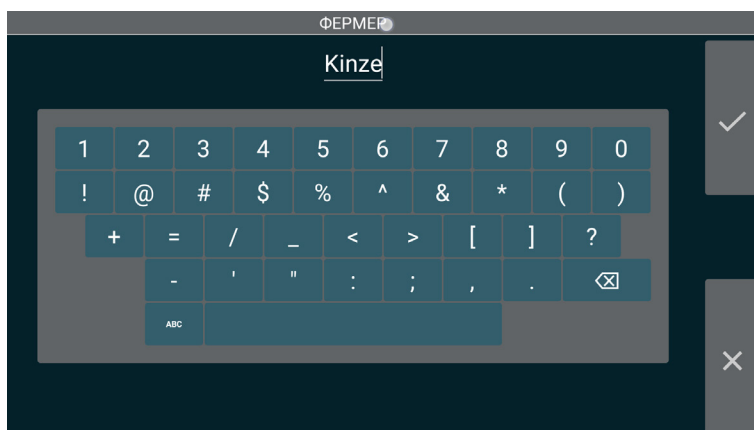 ФЕРМЕР
Kinze
1 2 3 4 5 6 7 8 9 0
! @ # $ % ^ & * ( )
+ = / _ < > [ ] ?
- ' " : ; , .
ABC